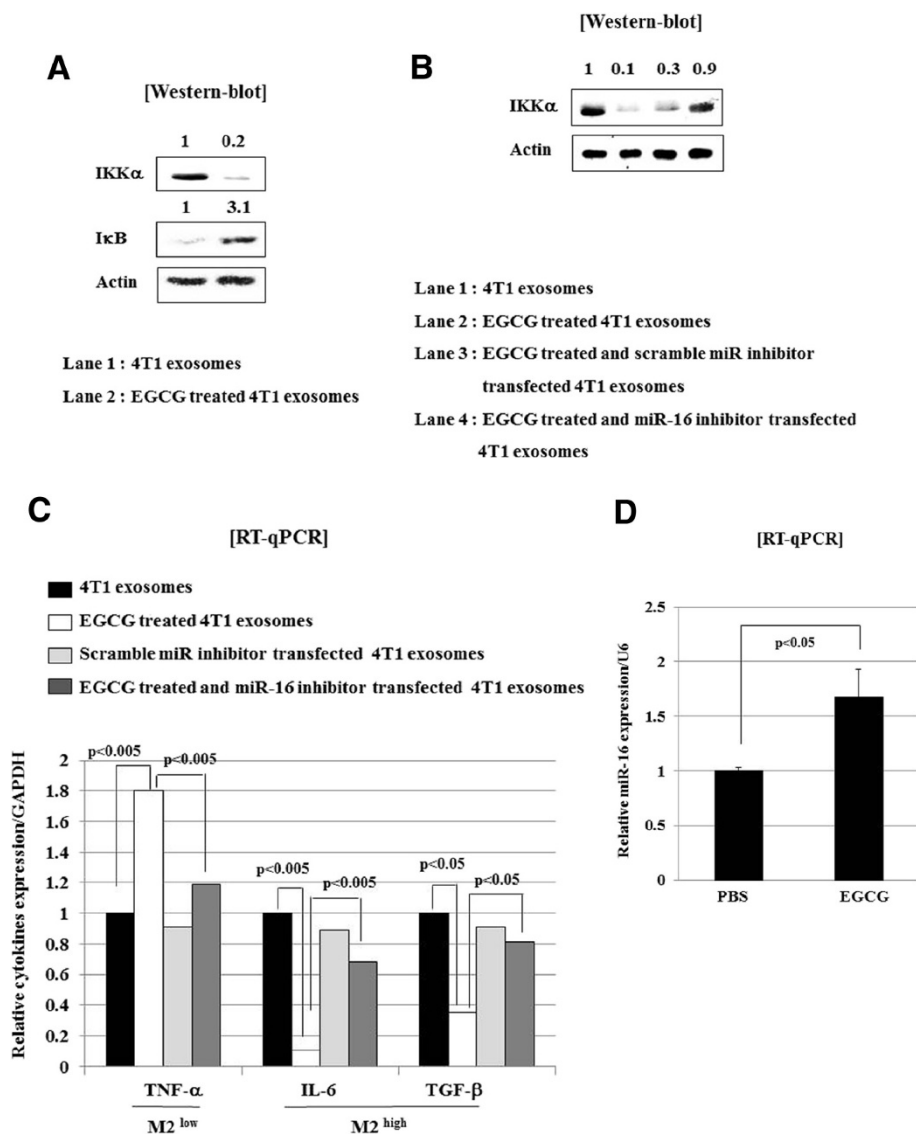 A
[Western-blot]
1 0.2
IKKα
1 3.1
IκB
Actin
Lane 1 : 4T1 exosomes
Lane 2 : EGCG treated 4T1 exosomes
B
[Western-blot]
1 0.1 0.3 0.9
IKKα
Actin
Lane 1 : 4T1 exosomes
Lane 2 : EGCG treated 4T1 exosomes
Lane 3 : EGCG treated and scramble miR inhibitor
transfected 4T1 exosomes
Lane 4 : EGCG treated and miR-16 inhibitor transfected
4T1 exosomes
C
[RT-qPCR]
4T1 exosomes
EGCG treated 4T1 exosomes
Scramble miR inhibitor transfected 4T1 exosomes
EGCG treated and miR-16 inhibitor transfected 4T1 exosomes
Relative cytokines expression/GAPDH
2
1.8
1.6
1.4
1.2
1
0.8
0.6
0.4
0.2
0
p<0.005
p<0.005
p<0.005
p<0.005
p<0.05
p<0.05
TNF-α IL-6 TGF-β
M2 low M2 high
D
[RT-qPCR]
Relative miR-16 expression/U6
2.5
2
1.5
1
0.5
0
p<0.05
PBS EGCG